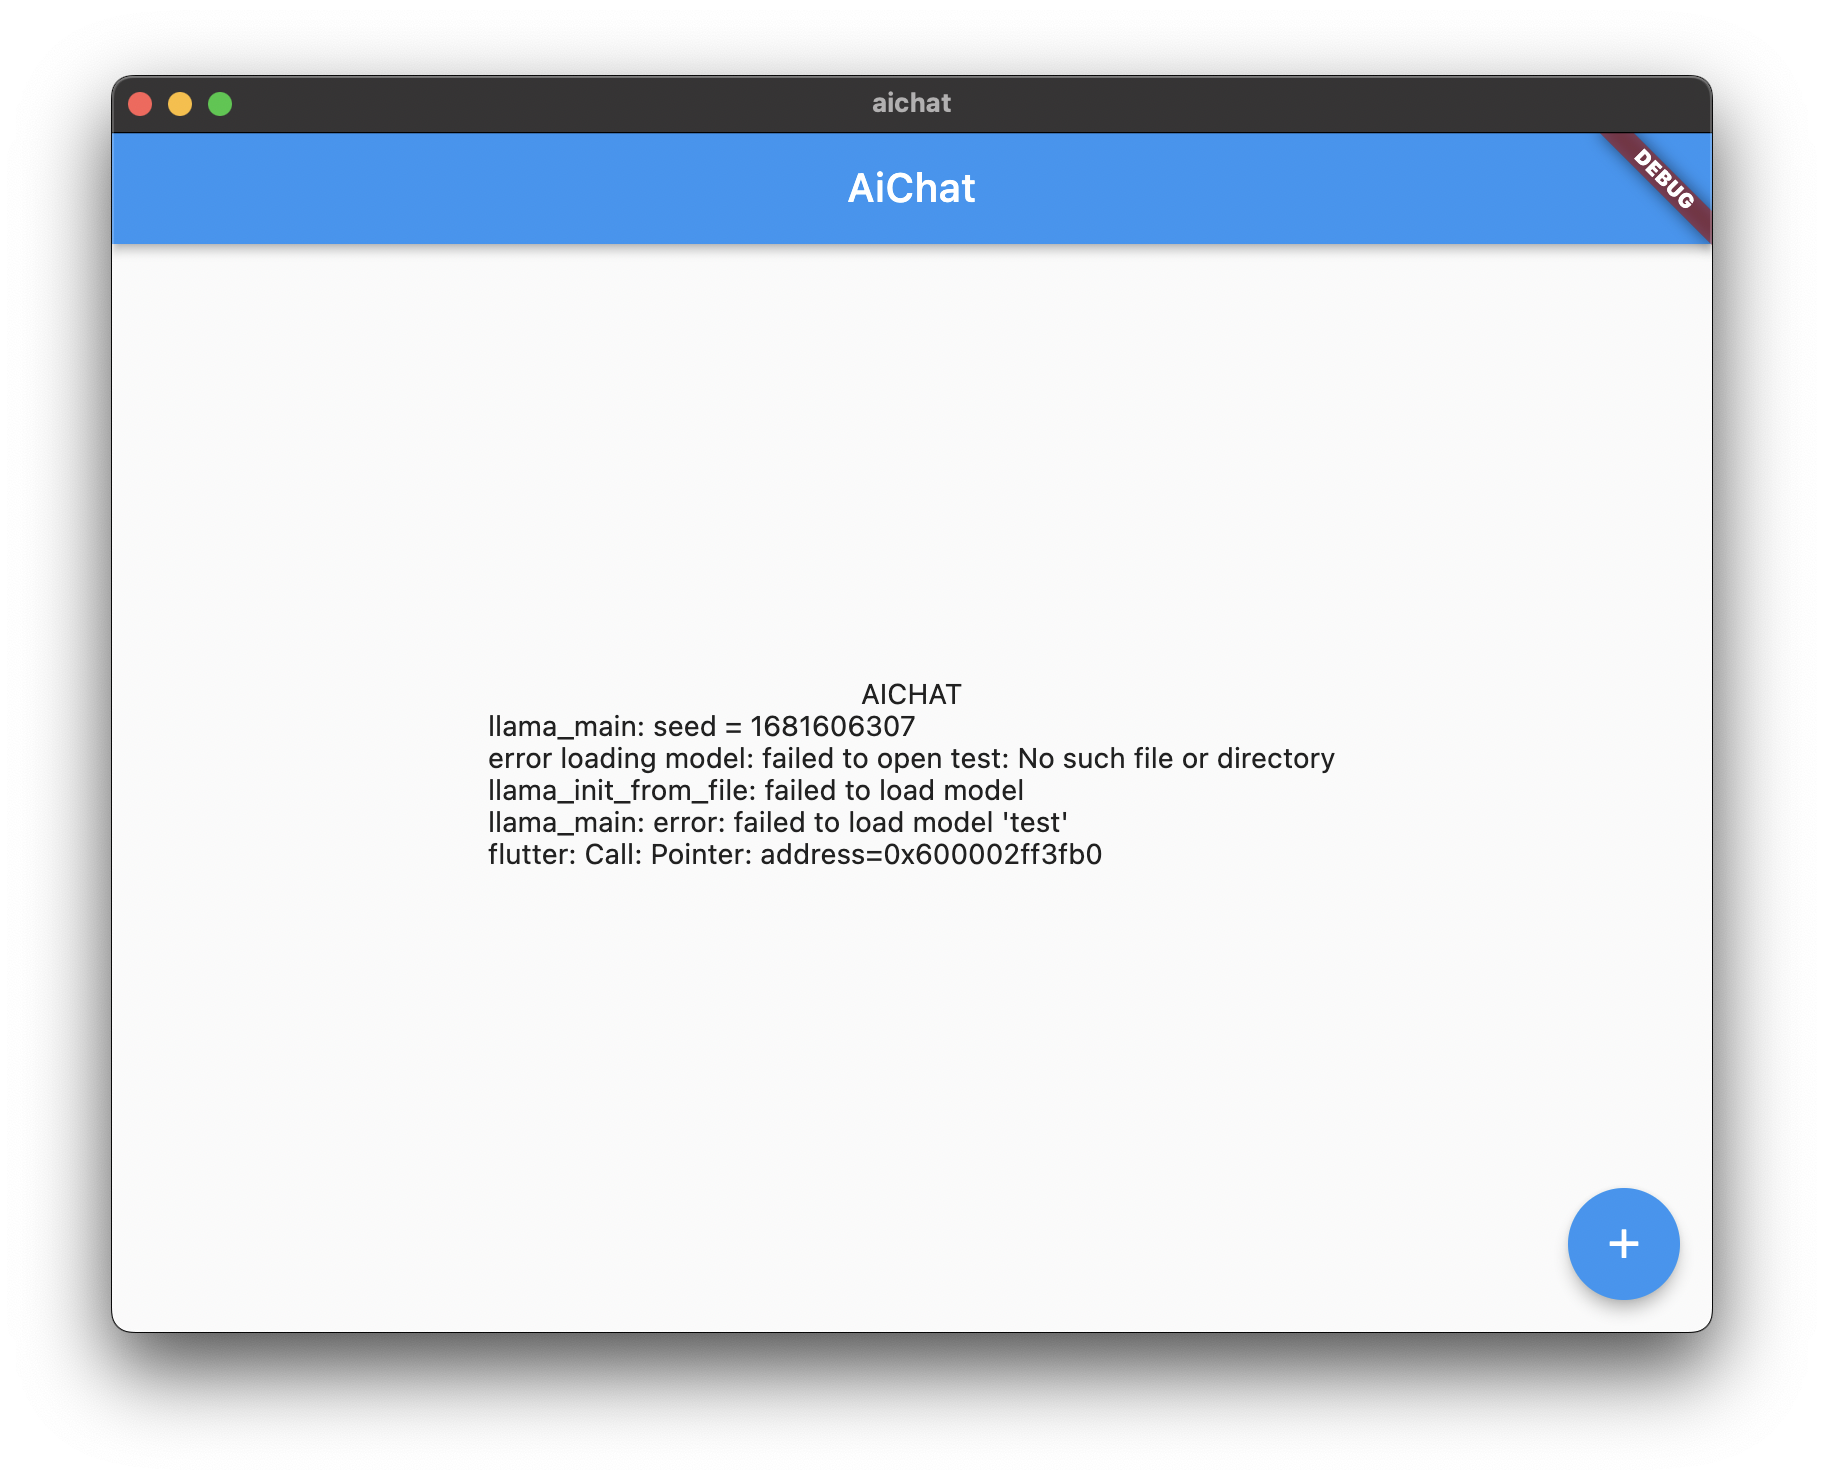 aichat
AiChat
DEBUG
AICHAT
llama_main: seed = 1681606307
error loading model: failed to open test: No such file or directory
llama_init_from_file: failed to load model
llama_main: error: failed to load model 'test'
flutter: Call: Pointer: address=0x600002ff3fb0
+